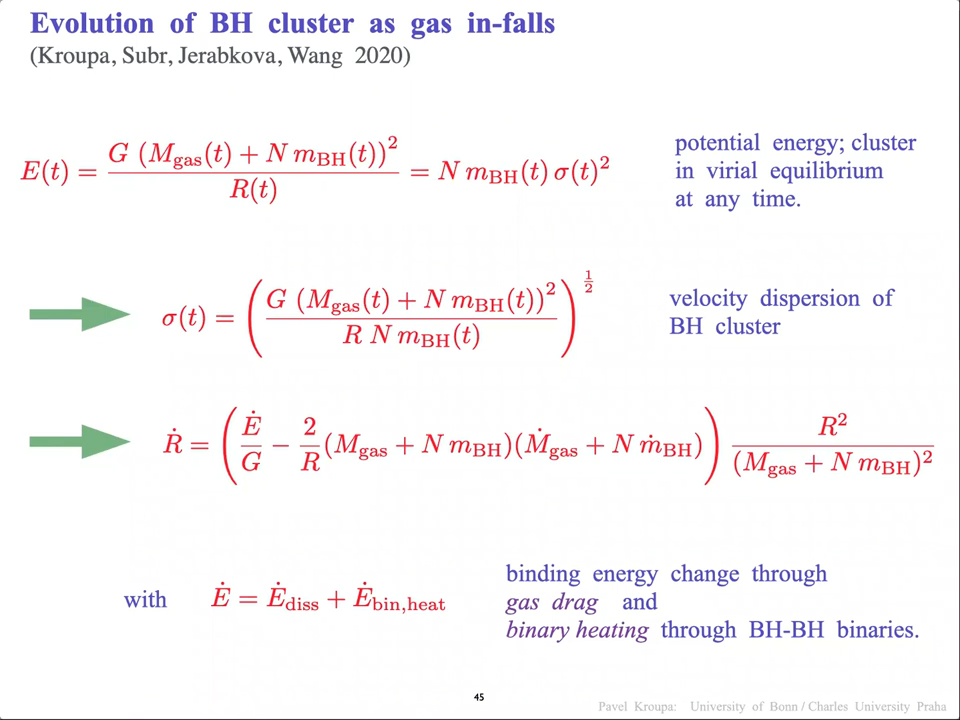 Evolution of BH cluster as gas in-falls
(Kroupa, Subr, Jerabkova, Wang 2020)
E(t) = G (M_gas(t) + N m_BH(t))² / R(t) = N m_BH(t) σ(t)²
potential energy; cluster
in virial equilibrium
at any time.
σ(t) = ( G (M_gas(t) + N m_BH(t))² / R N m_BH(t) )^(1/2)
velocity dispersion of
BH cluster
Ṙ = ( Ė/G − 2/R (M_gas + N m_BH)(Ṁ_gas + N ṁ_BH) ) R² / (M_gas + N m_BH)²
with Ė = Ė_diss + Ė_bin,heat
binding energy change through
gas drag and
binary heating through BH-BH binaries.
45
Pavel Kroupa: University of Bonn / Charles University Praha